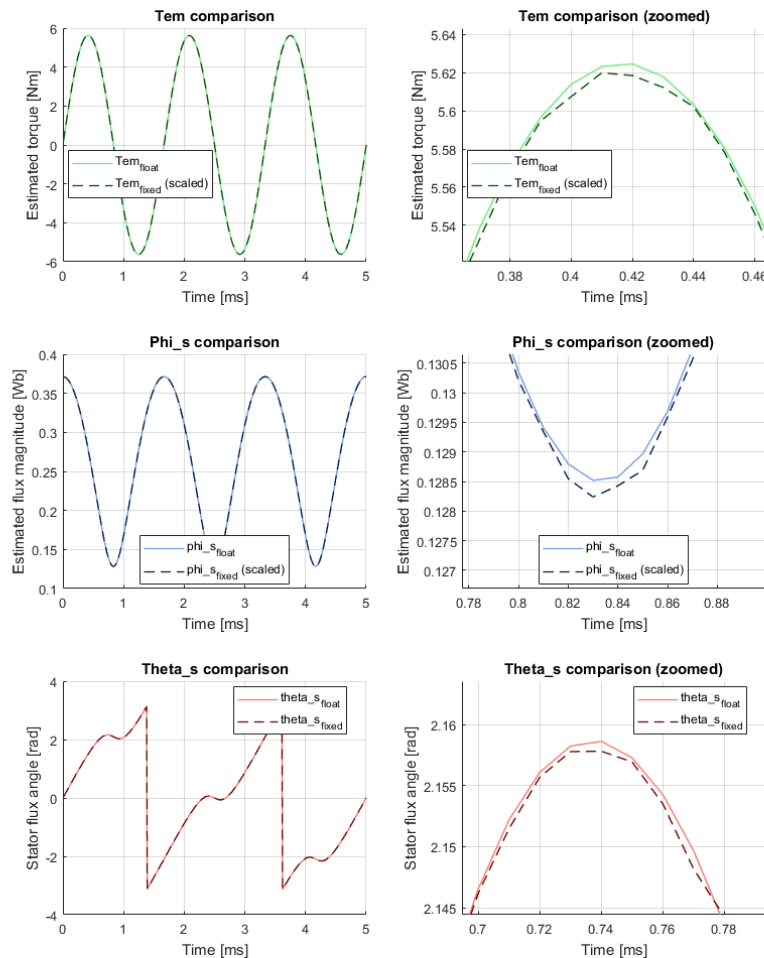 Tem comparison
Estimated torque [Nm]
6
4
2
0
-2
-4
-6
Tem_float
Tem_fixed (scaled)
0 1 2 3 4 5
Time [ms]
Tem comparison (zoomed)
Estimated torque [Nm]
5.64
5.62
5.6
5.58
5.56
5.54
Tem_float
Tem_fixed (scaled)
0.38 0.4 0.42 0.44 0.46
Time [ms]
Phi_s comparison
Estimated flux magnitude [Wb]
0.4
0.35
0.3
0.25
0.2
0.15
0.1
phi_s_float
phi_s_fixed (scaled)
0 1 2 3 4 5
Time [ms]
Phi_s comparison (zoomed)
Estimated flux magnitude [Wb]
0.1305
0.13
0.1295
0.129
0.1285
0.128
0.1275
0.127
phi_s_float
phi_s_fixed (scaled)
0.78 0.8 0.82 0.84 0.86 0.88
Time [ms]
Theta_s comparison
Stator flux angle [rad]
4
2
0
-2
-4
theta_s_float
theta_s_fixed
0 1 2 3 4 5
Time [ms]
Theta_s comparison (zoomed)
Stator flux angle [rad]
2.16
2.155
2.15
2.145
theta_s_float
theta_s_fixed
0.7 0.72 0.74 0.76 0.78
Time [ms]